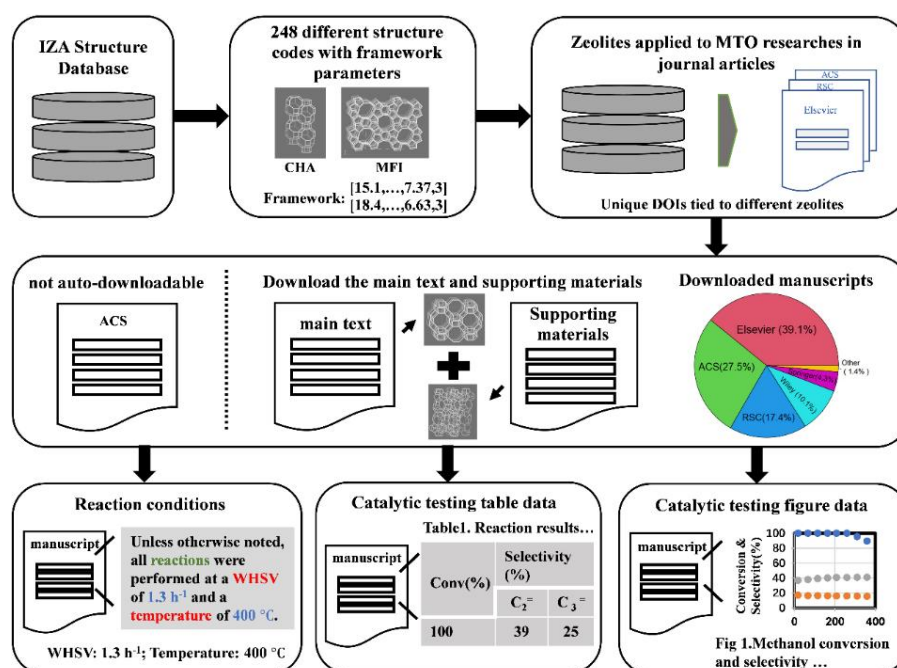 IZA Structure
Database
248 different structure
codes with framework
parameters
CHA
MFI
Framework: [15.1,…,7.37,3]
[18.4,…,6.63,3]
Zeolites applied to MTO researches in
journal articles
ACS
RSC
Elsevier
Unique DOIs tied to different zeolites
not auto-downloadable
ACS
Download the main text and supporting materials
main text
Supporting
materials
Downloaded manuscripts
Elsevier (39.1%)
ACS(27.5%)
RSC(17.4%)
Wiley (10.1%)
Other
( 1.4%)
Reaction conditions
manuscript
Unless otherwise noted,
all reactions were
performed at a WHSV
of 1.3 h⁻¹ and a
temperature of 400 °C.
WHSV: 1.3 h⁻¹; Temperature: 400 °C
Catalytic testing table data
manuscript
Table1. Reaction results…
Conv(%)
Selectivity
(%)
C₂⁼
C₃⁼
100
39
25
Catalytic testing figure data
manuscript
Conversion &
Selectivity(%)
100
80
60
40
20
0
0
200
400
Fig 1.Methanol conversion
and selectivity …